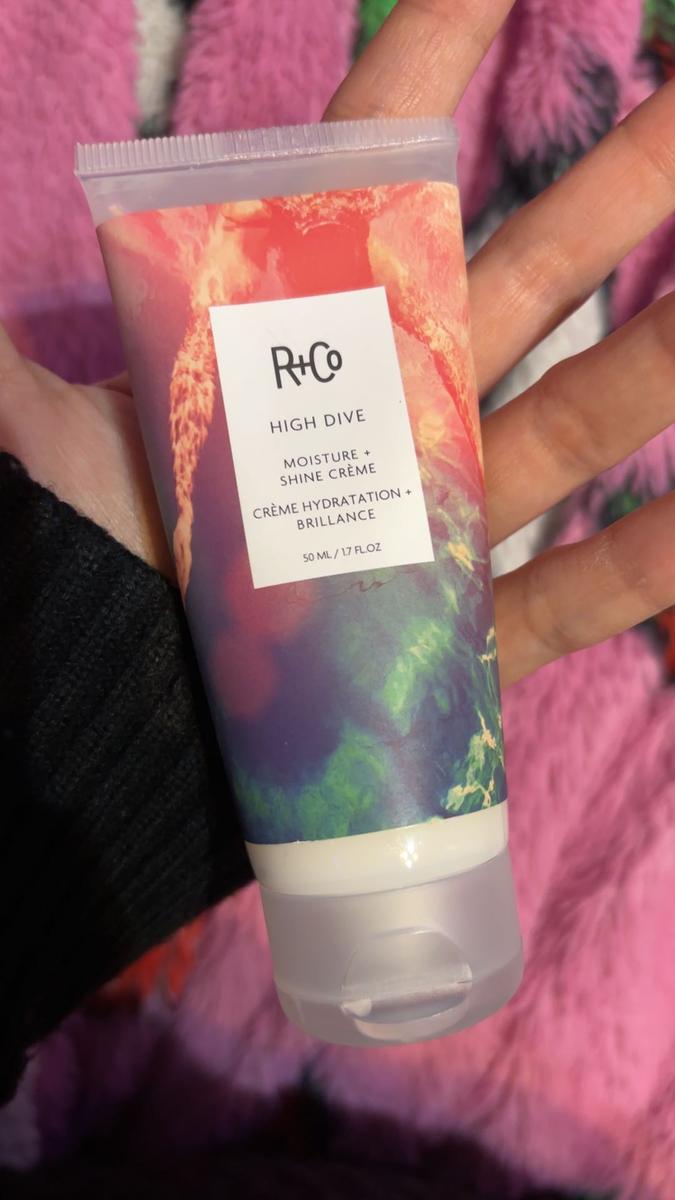 R+Co
HIGH DIVE
MOISTURE +
SHINE CRÈME
CRÈME HYDRATATION +
BRILLANCE
50 ML / 1.7 FL.OZ